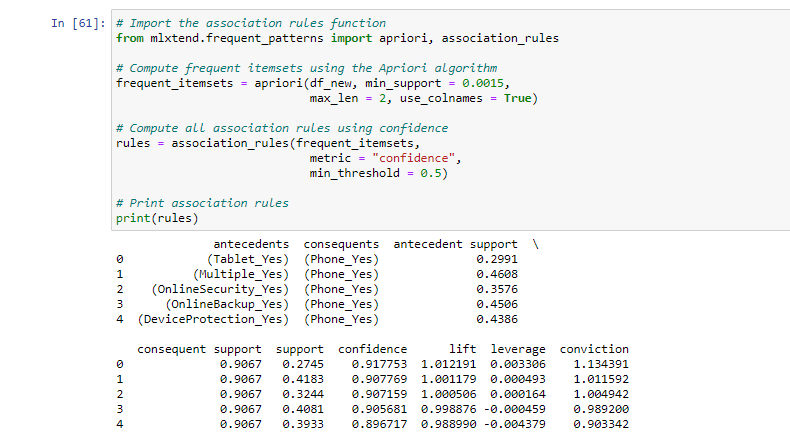 In [61]: # Import the association rules function
from mlxtend.frequent_patterns import apriori, association_rules
# Compute frequent itemsets using the Apriori algorithm
frequent_itemsets = apriori(df_new, min_support = 0.0015,
max_len = 2, use_colnames = True)
# Compute all association rules using confidence
rules = association_rules(frequent_itemsets,
metric = "confidence",
min_threshold = 0.5)
# Print association rules
print(rules)
antecedents consequents antecedent support \
0 (Tablet_Yes) (Phone_Yes) 0.2991
1 (Multiple_Yes) (Phone_Yes) 0.4608
2 (OnlineSecurity_Yes) (Phone_Yes) 0.3576
3 (OnlineBackup_Yes) (Phone_Yes) 0.4506
4 (DeviceProtection_Yes) (Phone_Yes) 0.4386
consequent support support confidence lift leverage conviction
0 0.9067 0.2745 0.917753 1.012191 0.003306 1.134391
1 0.9067 0.4183 0.907769 1.001179 0.000493 1.011592
2 0.9067 0.3244 0.907159 1.000506 0.000164 1.004942
3 0.9067 0.4081 0.905681 0.998876 -0.000459 0.989200
4 0.9067 0.3933 0.896717 0.988990 -0.004379 0.903342